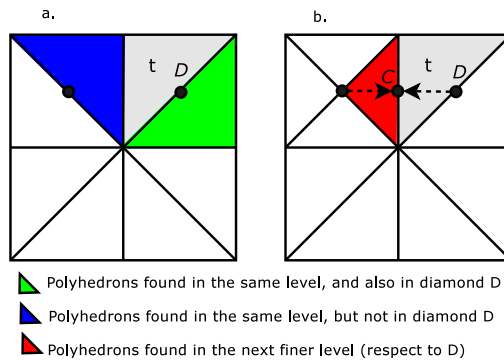 a.
b.
t
D
C
t
D
Polyhedrons found in the same level, and also in diamond D
Polyhedrons found in the same level, but not in diamond D
Polyhedrons found in the next finer level (respect to D)